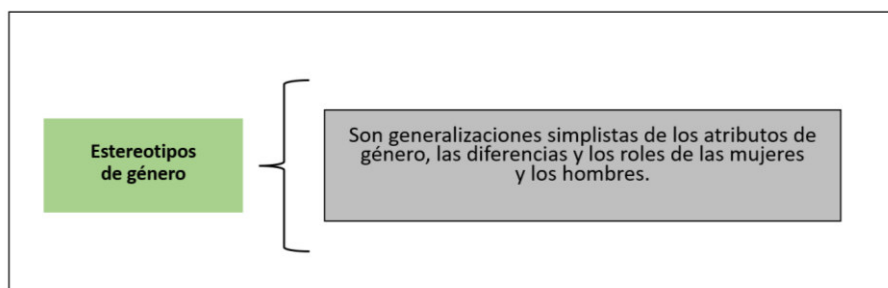 Estereotipos
de género
Son generalizaciones simplistas de los atributos de
género, las diferencias y los roles de las mujeres
y los hombres.